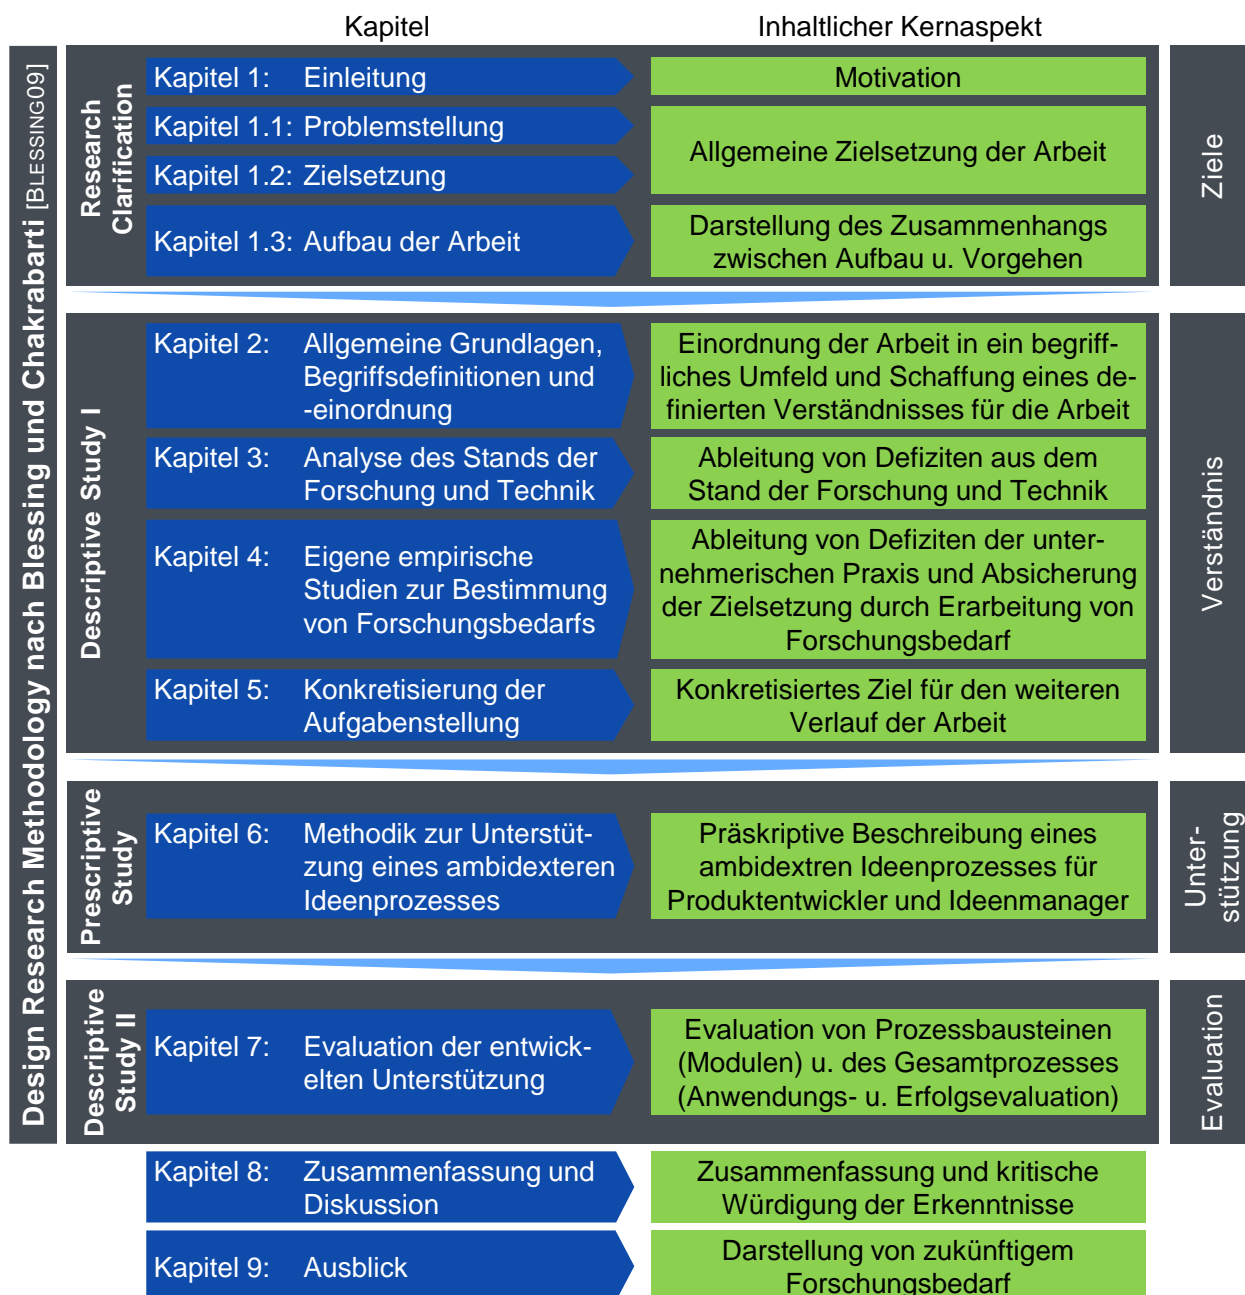 Kapitel
Inhaltlicher Kernaspekt
Design Research Methodology nach Blessing und Chakrabarti [BLESSING09]
Research
Clarification
Kapitel 1: Einleitung
Motivation
Kapitel 1.1: Problemstellung
Kapitel 1.2: Zielsetzung
Allgemeine Zielsetzung der Arbeit
Kapitel 1.3: Aufbau der Arbeit
Darstellung des Zusammenhangs
zwischen Aufbau u. Vorgehen
Ziele
Descriptive Study I
Kapitel 2: Allgemeine Grundlagen,
Begriffsdefinitionen und
-einordnung
Einordnung der Arbeit in ein begriff-
liches Umfeld und Schaffung eines de-
finierten Verständnisses für die Arbeit
Kapitel 3: Analyse des Stands der
Forschung und Technik
Ableitung von Defiziten aus dem
Stand der Forschung und Technik
Kapitel 4: Eigene empirische
Studien zur Bestimmung
von Forschungsbedarfs
Ableitung von Defiziten der unter-
nehmerischen Praxis und Absicherung
der Zielsetzung durch Erarbeitung von
Forschungsbedarf
Kapitel 5: Konkretisierung der
Aufgabenstellung
Konkretisiertes Ziel für den weiteren
Verlauf der Arbeit
Verständnis
Prescriptive
Study
Kapitel 6: Methodik zur Unterstüt-
zung eines ambidexteren
Ideenprozesses
Präskriptive Beschreibung eines
ambidextren Ideenprozesses für
Produktentwickler und Ideenmanager
Unter-
stützung
Descriptive
Study II
Kapitel 7: Evaluation der entwick-
elten Unterstützung
Evaluation von Prozessbausteinen
(Modulen) u. des Gesamtprozesses
(Anwendungs- u. Erfolgsevaluation)
Evaluation
Kapitel 8: Zusammenfassung und
Diskussion
Zusammenfassung und kritische
Würdigung der Erkenntnisse
Kapitel 9: Ausblick
Darstellung von zukünftigem
Forschungsbedarf